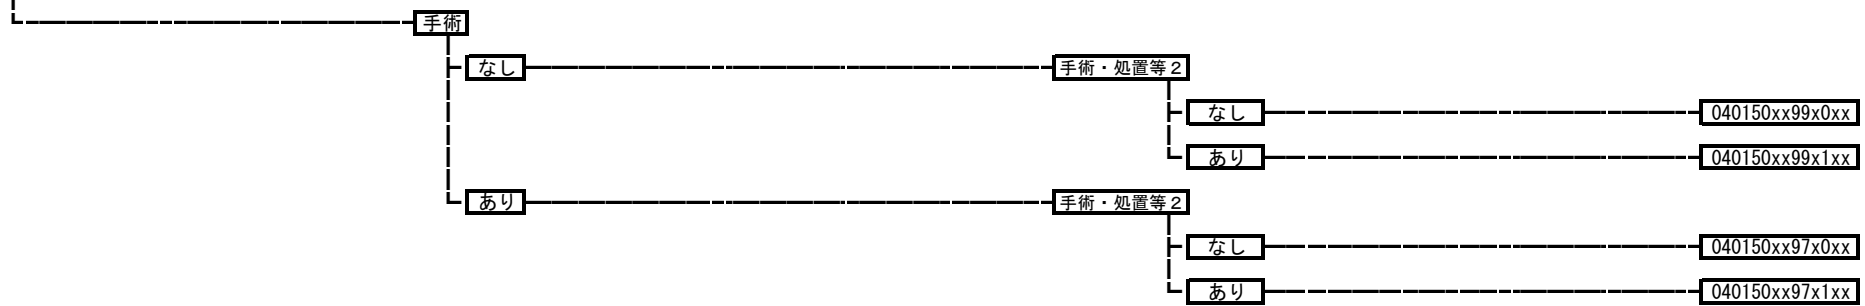 手術
なし 手術・処置等２
なし 040150xx99x0xx
あり 040150xx99x1xx
あり 手術・処置等２
なし 040150xx97x0xx
あり 040150xx97x1xx